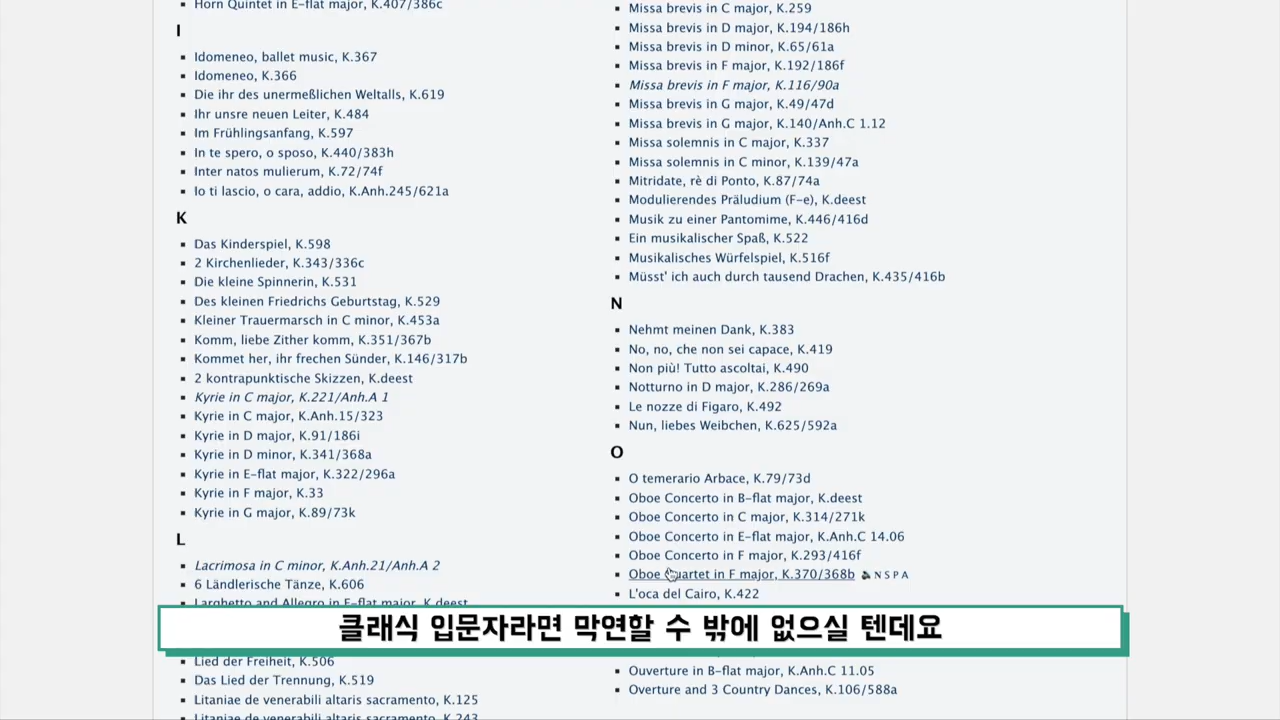 Horn Quintet in E-flat major, K.407/386c
I
Idomeneo, ballet music, K.367
Idomeneo, K.366
Die ihr des unermeßlichen Weltalls, K.619
Ihr unsre neuen Leiter, K.484
Im Frühlingsanfang, K.597
In te spero, o sposo, K.440/383h
Inter natos mulierum, K.72/74f
Io ti lascio, o cara, addio, K.Anh.245/621a
K
Das Kinderspiel, K.598
2 Kirchenlieder, K.343/336c
Die kleine Spinnerin, K.531
Des kleinen Friedrichs Geburtstag, K.529
Kleiner Trauermarsch in C minor, K.453a
Komm, liebe Zither komm, K.351/367b
Kommet her, ihr frechen Sünder, K.146/317b
2 kontrapunktische Skizzen, K.deest
Kyrie in C major, K.221/Anh.A 1
Kyrie in C major, K.Anh.15/323
Kyrie in D major, K.91/186i
Kyrie in D minor, K.341/368a
Kyrie in E-flat major, K.322/296a
Kyrie in F major, K.33
Kyrie in G major, K.89/73k
L
Lacrimosa in C minor, K.Anh.21/Anh.A 2
6 Ländlerische Tänze, K.606
Larghetto and Allegro in E-flat major, K.deest
Lied der Freiheit, K.506
Das Lied der Trennung, K.519
Litaniae de venerabili altaris sacramento, K.125
Litaniae de venerabili altaris sacramento, K.243
Missa brevis in C major, K.259
Missa brevis in D major, K.194/186h
Missa brevis in D minor, K.65/61a
Missa brevis in F major, K.192/186f
Missa brevis in F major, K.116/90a
Missa brevis in G major, K.49/47d
Missa brevis in G major, K.140/Anh.C 1.12
Missa solemnis in C major, K.337
Missa solemnis in C minor, K.139/47a
Mitridate, rè di Ponto, K.87/74a
Modulierendes Präludium (F-e), K.deest
Musik zu einer Pantomime, K.446/416d
Ein musikalischer Spaß, K.522
Musikalisches Würfelspiel, K.516f
Müsst' ich auch durch tausend Drachen, K.435/416b
N
Nehmt meinen Dank, K.383
No, no, che non sei capace, K.419
Non più! Tutto ascoltai, K.490
Notturno in D major, K.286/269a
Le nozze di Figaro, K.492
Nun, liebes Weibchen, K.625/592a
O
O temerario Arbace, K.79/73d
Oboe Concerto in B-flat major, K.deest
Oboe Concerto in C major, K.314/271k
Oboe Concerto in E-flat major, K.Anh.C 14.06
Oboe Concerto in F major, K.293/416f
Oboe Quartet in F major, K.370/368b N S P A
L'oca del Cairo, K.422
Ouverture in B-flat major, K.Anh.C 11.05
Overture and 3 Country Dances, K.106/588a
클래식 입문자라면 막연할 수 밖에 없으실 텐데요